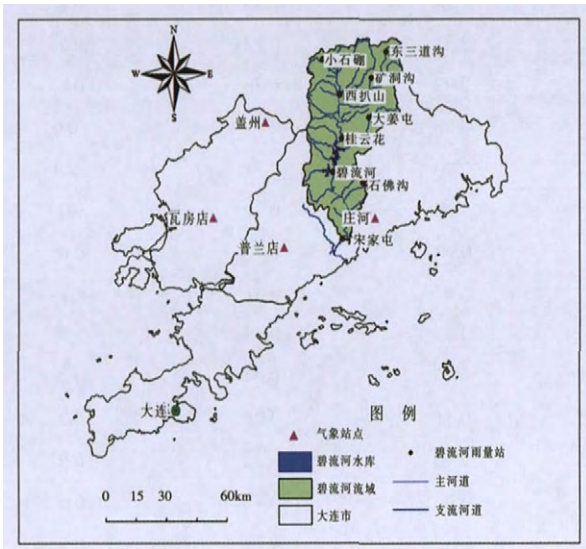 N
W
E
S
东三道沟
小石硼
矿洞沟
西扒山
大姜屯
盖州
桂云花
碧流河
石佛沟
瓦房店
庄河
普兰店
宋家屯
大连
图 例
气象站点
碧流河雨量站
碧流河水库
主河道
碧流河流域
支流河道
大连市
0 15 30 60km